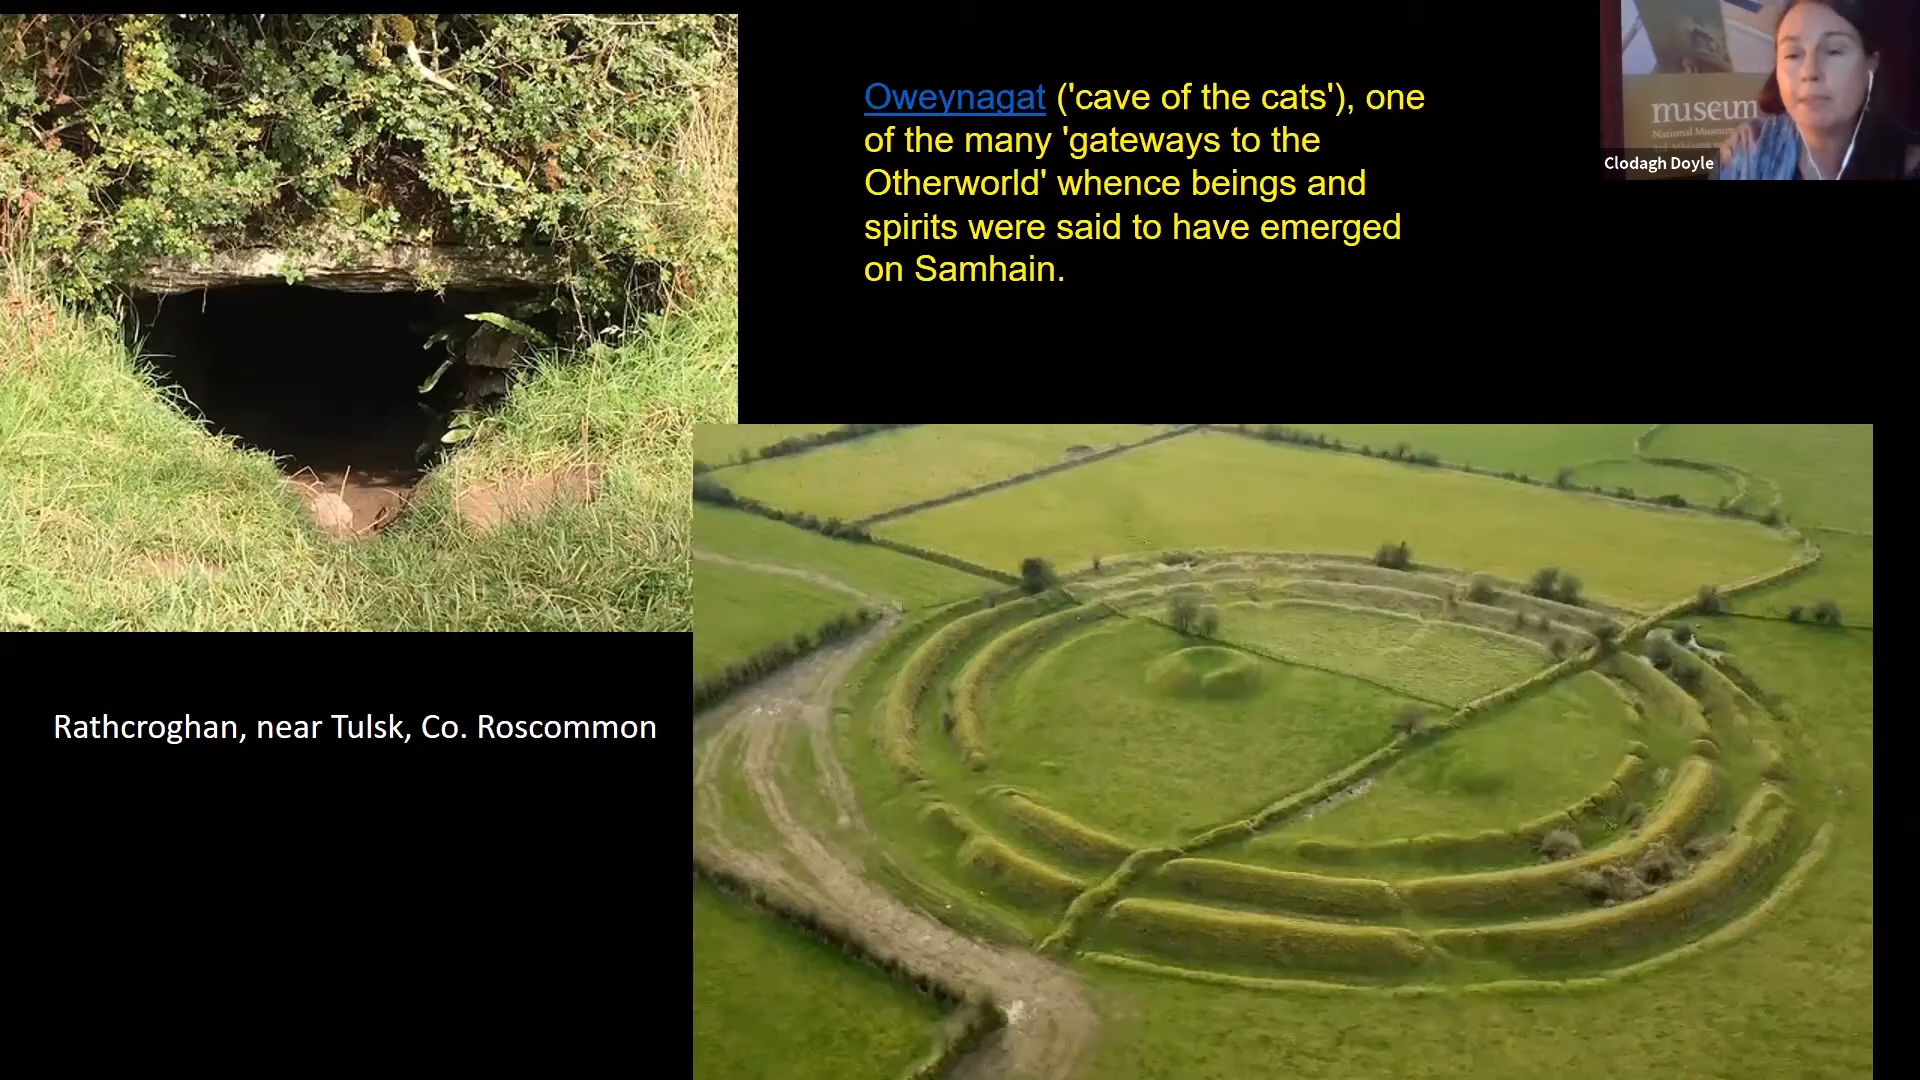 Oweynagat ('cave of the cats'), one
of the many 'gateways to the
Otherworld' whence beings and
spirits were said to have emerged
on Samhain.
museum
National Museum
Clodagh Doyle
Rathcroghan, near Tulsk, Co. Roscommon